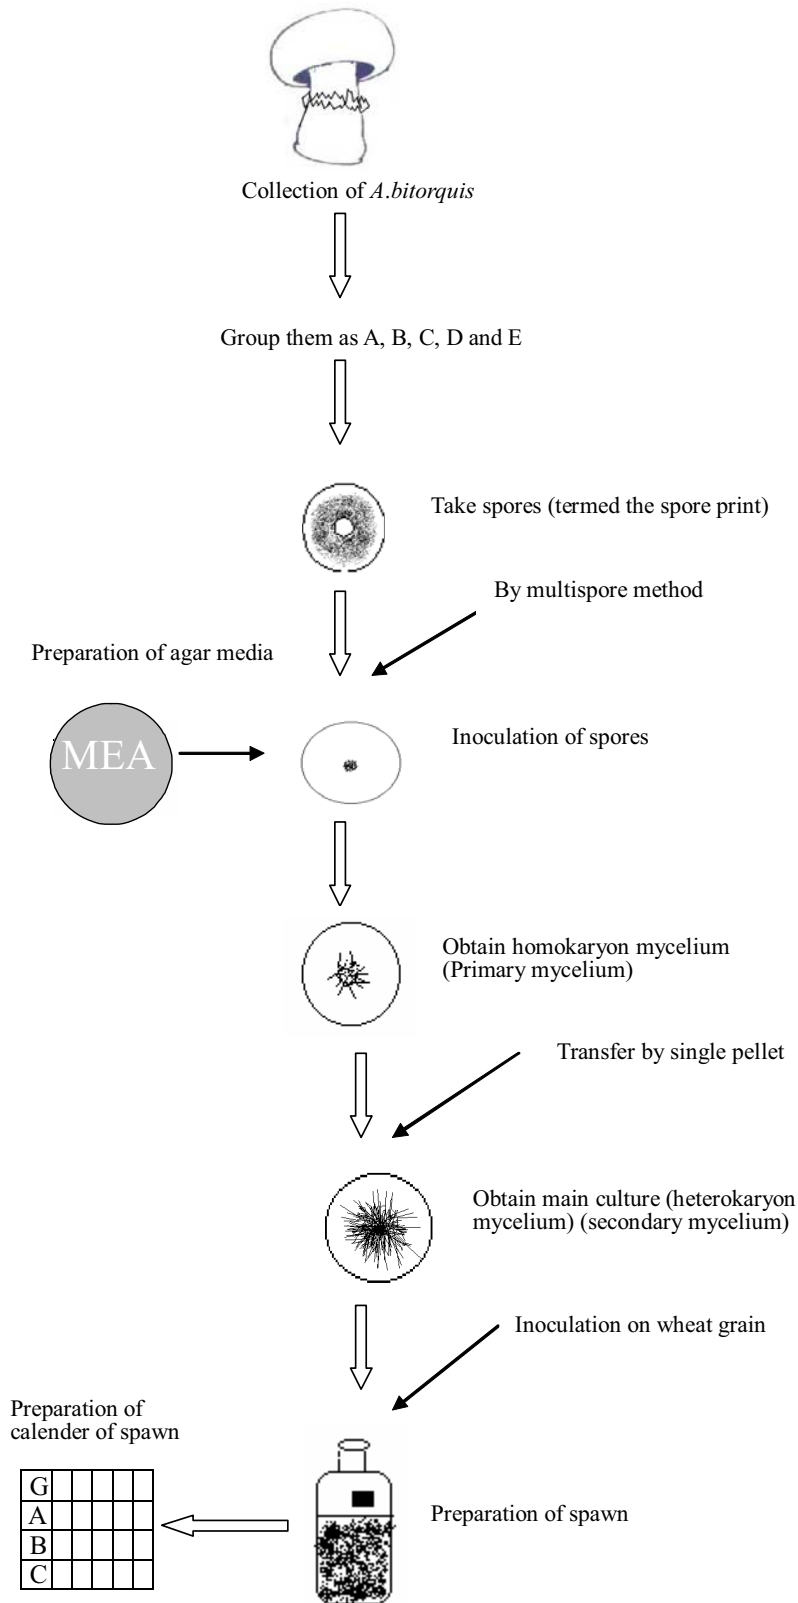 Collection of A.bitorquis
Group them as A, B, C, D and E
Take spores (termed the spore print)
By multispore method
Preparation of agar media
MEA
Inoculation of spores
Obtain homokaryon mycelium
(Primary mycelium)
Transfer by single pellet
Obtain main culture (heterokaryon
mycelium) (secondary mycelium)
Inoculation on wheat grain
Preparation of
calender of spawn
G
A
B
C
Preparation of spawn